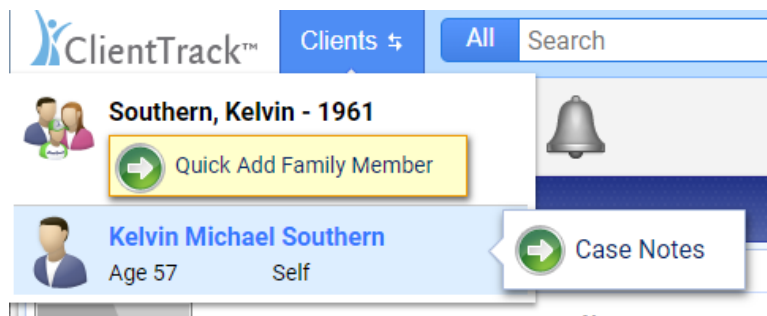 ClientTrack™
Clients ⇆
All
Search
Southern, Kelvin - 1961
Quick Add Family Member
Kelvin Michael Southern
Age 57 Self
Case Notes